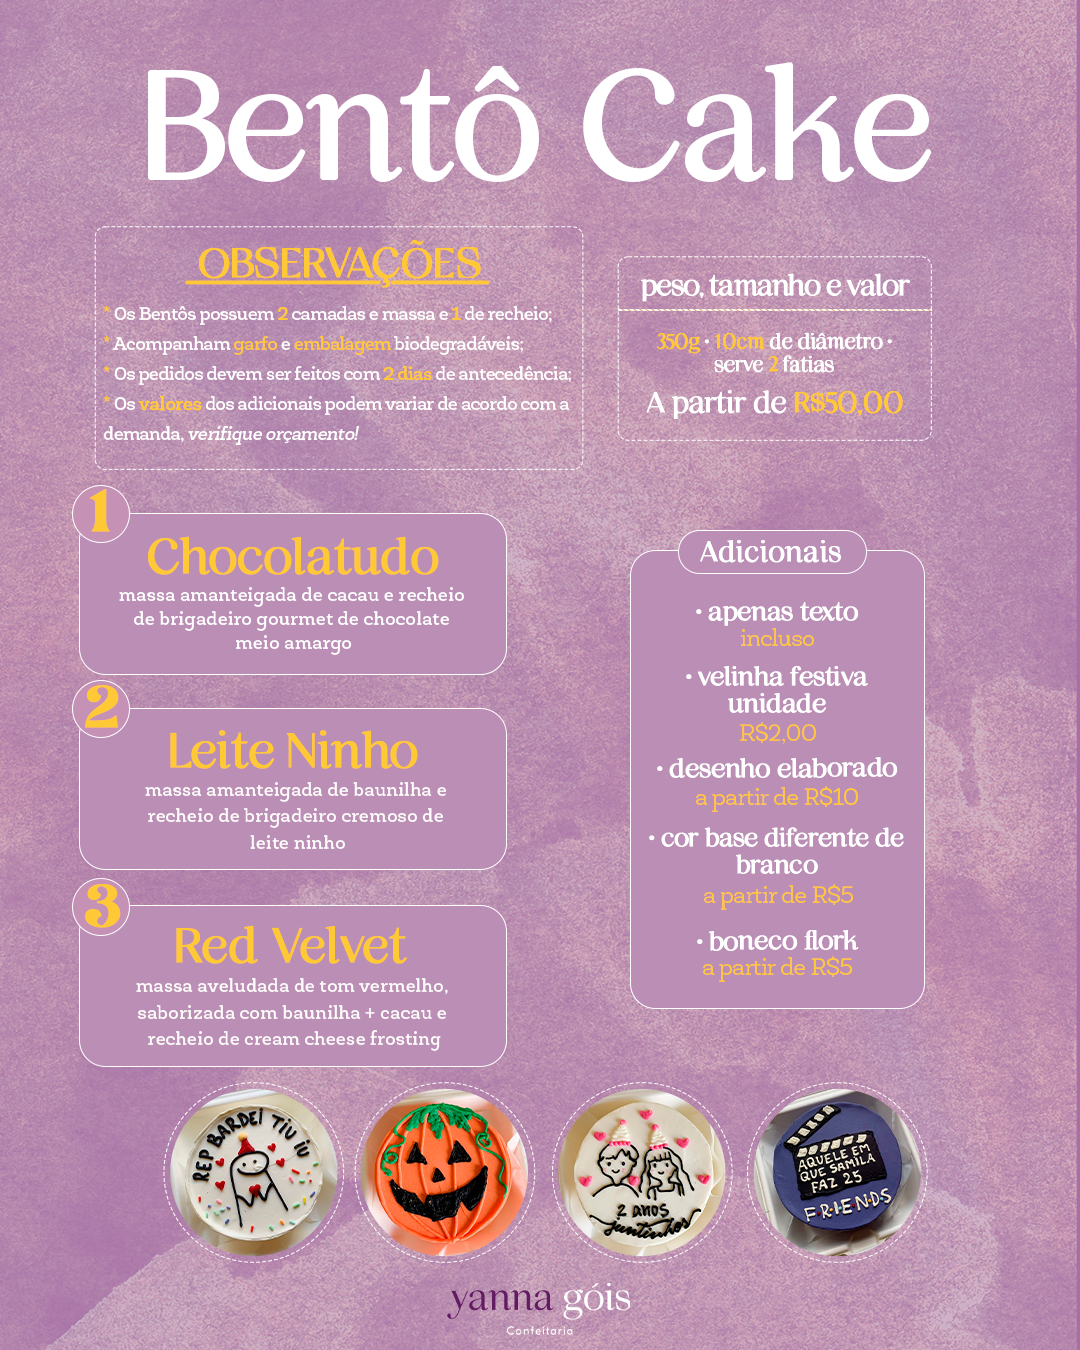 Bentô Cake
OBSERVAÇÕES
* Os Bentôs possuem 2 camadas e massa e 1 de recheio;
* Acompanham garfo e embalagem biodegradáveis;
* Os pedidos devem ser feitos com 2 dias de antecedência;
* Os valores dos adicionais podem variar de acordo com a
demanda, verifique orçamento!
peso, tamanho e valor
350g • 10cm de diâmetro •
serve 2 fatias
A partir de R$50,00
1
Chocolatudo
massa amanteigada de cacau e recheio
de brigadeiro gourmet de chocolate
meio amargo
2
Leite Ninho
massa amanteigada de baunilha e
recheio de brigadeiro cremoso de
leite ninho
3
Red Velvet
massa aveludada de tom vermelho,
saborizada com baunilha + cacau e
recheio de cream cheese frosting
Adicionais
• apenas texto
incluso
• velinha festiva
unidade
R$2,00
• desenho elaborado
a partir de R$10
• cor base diferente de
branco
a partir de R$5
• boneco flork
a partir de R$5
REP BARDEI TIU IU
2 anos
juntinhos
AQUELE EM
QUE SAMILA
FAZ 25
F•R•I•E•N•D•S
yanna góis
Confeitaria